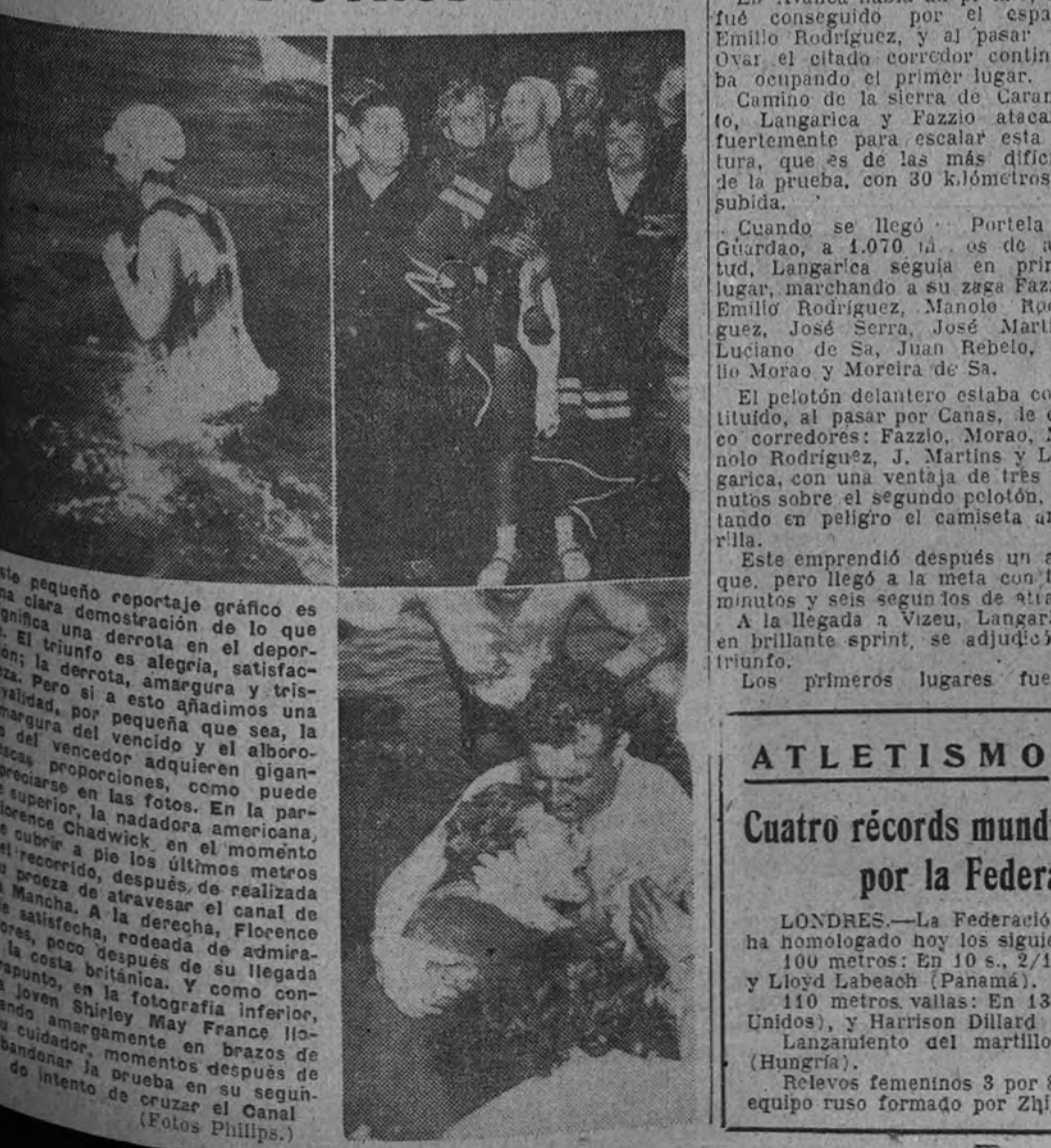 ste pequeño reportaje gráfico es
na clara demostración de lo que
gnifica una derrota en el depor-
e. El triunfo es alegría, satisfac-
ón; la derrota, amargura y tris-
za. Pero si a esto añadimos una
validad, por pequeña que sea, la
margura del vencido y el alboro-
del vencedor adquieren gigan-
escas proporciones, como puede
preciarse en las fotos. En la par-
e superior, la nadadora americana,
lorence Chadwick, en el momento
e cubrir a pie los últimos metros
el recorrido, después de realizada
u proeza de atravesar el canal de
a Mancha. A la derecha, Florence
e satisfecha, rodeada de admira-
ores, poco después de su llegada
la costa británica. Y como con-
rapunto, en la fotografía inferior,
a joven Shirley May France llo-
ando amargamente en brazos de
u cuidador, momentos después de
bandonar la prueba en su segun-
do intento de cruzar el Canal
(Fotos Philips.)
fué conseguido por el espa
Emilio Rodríguez, y al pasar
Ovar el citado corredor contin
ba ocupando el primer lugar.
Camino de la sierra de Caran
to, Langarica y Fazzio ataca
fuertemente para escalar esta
tura, que es de las más difíc
de la prueba, con 30 kilómetros
subida.
Cuando se llegó Portela
Guardao, a 1.070 os de a
tud, Langarica seguía en prin
lugar, marchando a su zaga Fazz
Emilio Rodríguez, Manolo Rod
guez, José Serra, José Marti
Luciano de Sa, Juan Rebelo,
lio Morao y Moreira de Sa.
El pelotón delantero estaba co
tituído, al pasar por Canas, de c
co corredores: Fazzio, Morao, M
nolo Rodríguez, J. Martins y L
garica, con una ventaja de tres
nutos sobre el segundo pelotón,
tando en peligro el camiseta am
rilla.
Este emprendió después un a
que, pero llegó a la meta con t
minutos y seis segundos de atra
A la llegada a Vizeu, Langar
en brillante sprint, se adjudicó
triunfo.
Los primeros lugares fue
ATLETISMO
Cuatro récords mund
por la Federa
LONDRES.—La Federació
ha homologado hoy los siguie
100 metros: En 10 s., 2/1
y Lloyd Labeach (Panamá).
110 metros vallas: En 13
Unidos), y Harrison Dillard
Lanzamiento del martillo
(Hungría).
Relevos femeninos 3 por 8
equipo ruso formado por Zhi